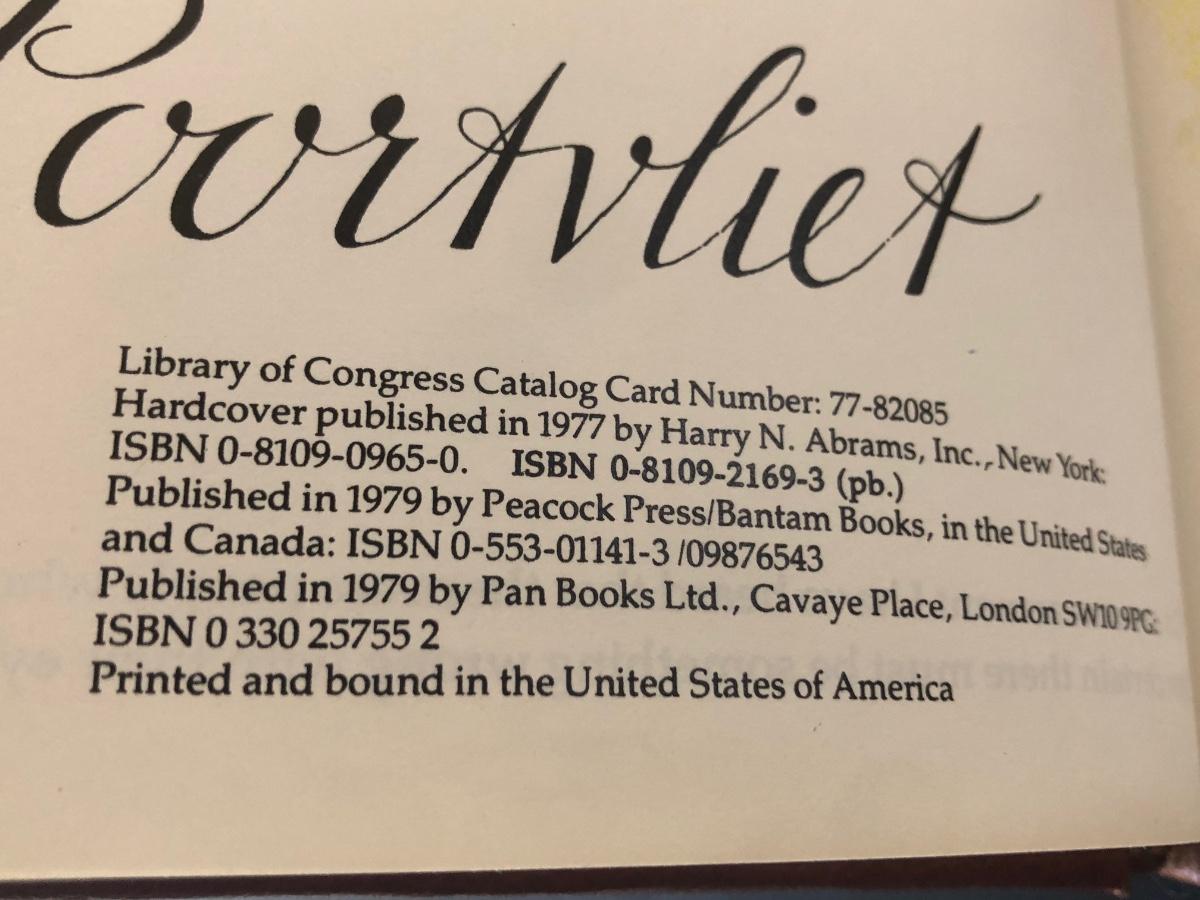 Poortvliet
Library of Congress Catalog Card Number: 77-82085
Hardcover published in 1977 by Harry N. Abrams, Inc., New York:
ISBN 0-8109-0965-0. ISBN 0-8109-2169-3 (pb.)
Published in 1979 by Peacock Press/Bantam Books, in the United States
and Canada: ISBN 0-553-01141-3 /09876543
Published in 1979 by Pan Books Ltd., Cavaye Place, London SW10 9PG:
ISBN 0 330 25755 2
Printed and bound in the United States of America